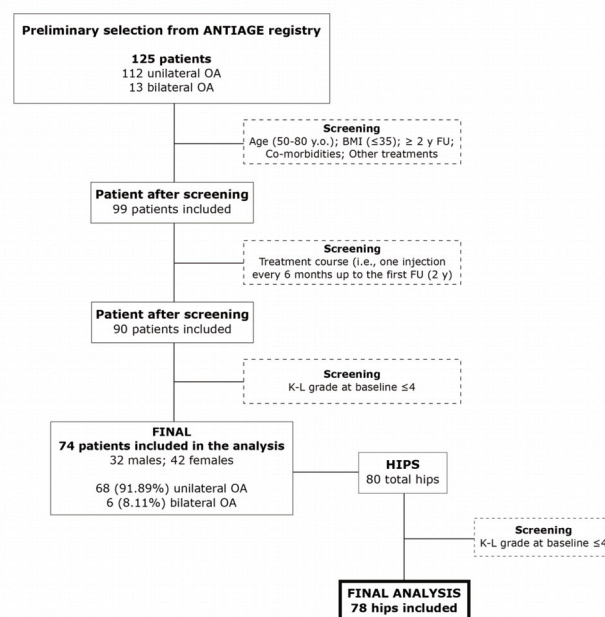 Preliminary selection from ANTIAGE registry
125 patients
112 unilateral OA
13 bilateral OA
Screening
Age (50-80 y.o.); BMI (≤35); ≥ 2 y FU;
Co-morbidities; Other treatments
Patient after screening
99 patients included
Screening
Treatment course (i.e., one injection
every 6 months up to the first FU (2 y)
Patient after screening
90 patients included
Screening
K-L grade at baseline ≤4
FINAL
74 patients included in the analysis
32 males; 42 females
68 (91.89%) unilateral OA
6 (8.11%) bilateral OA
HIPS
80 total hips
Screening
K-L grade at baseline ≤4
FINAL ANALYSIS
78 hips included